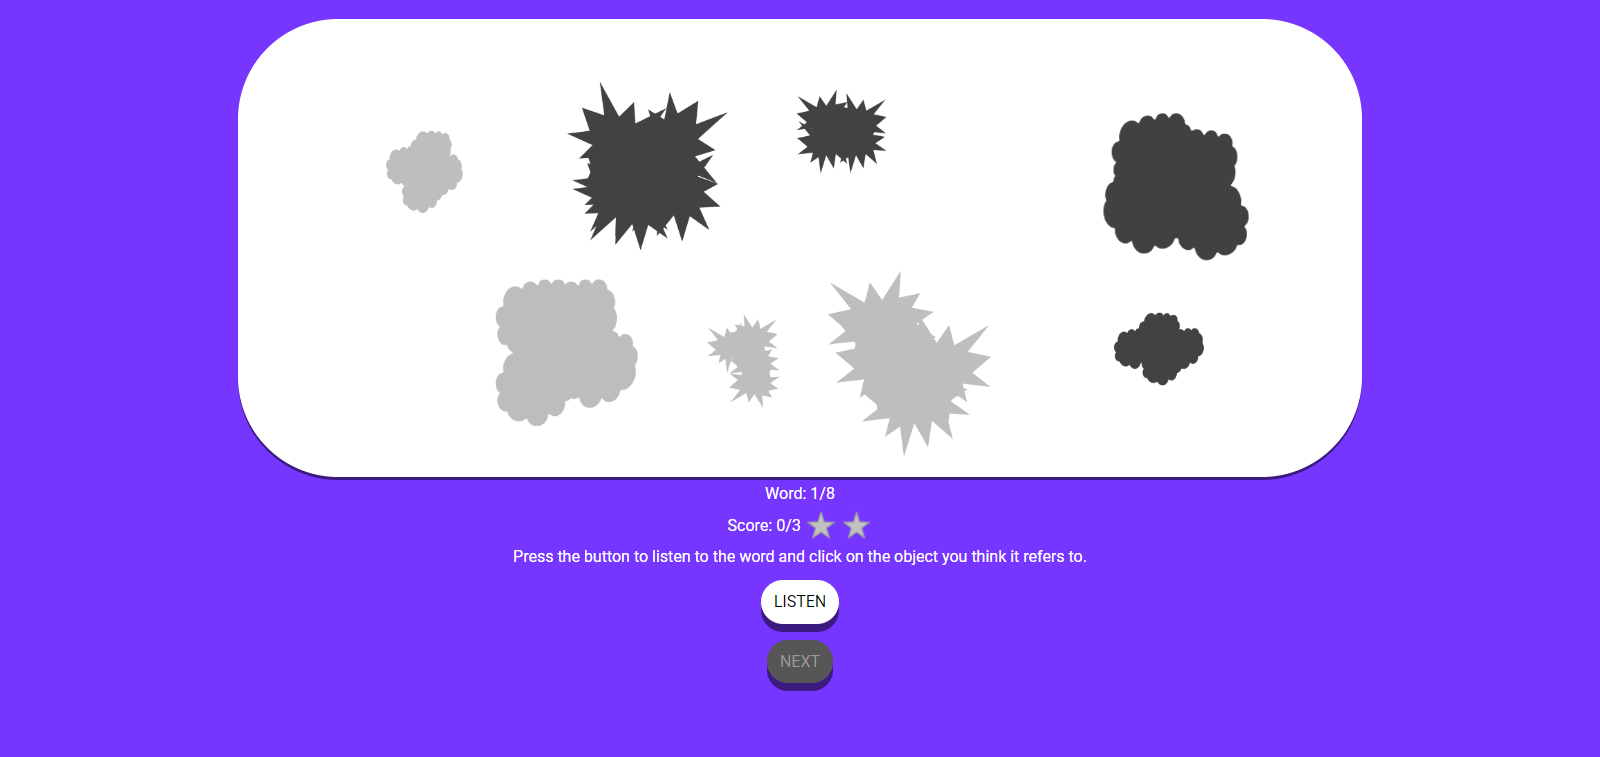 Word: 1/8
Score: 0/3
Press the button to listen to the word and click on the object you think it refers to.
LISTEN
NEXT